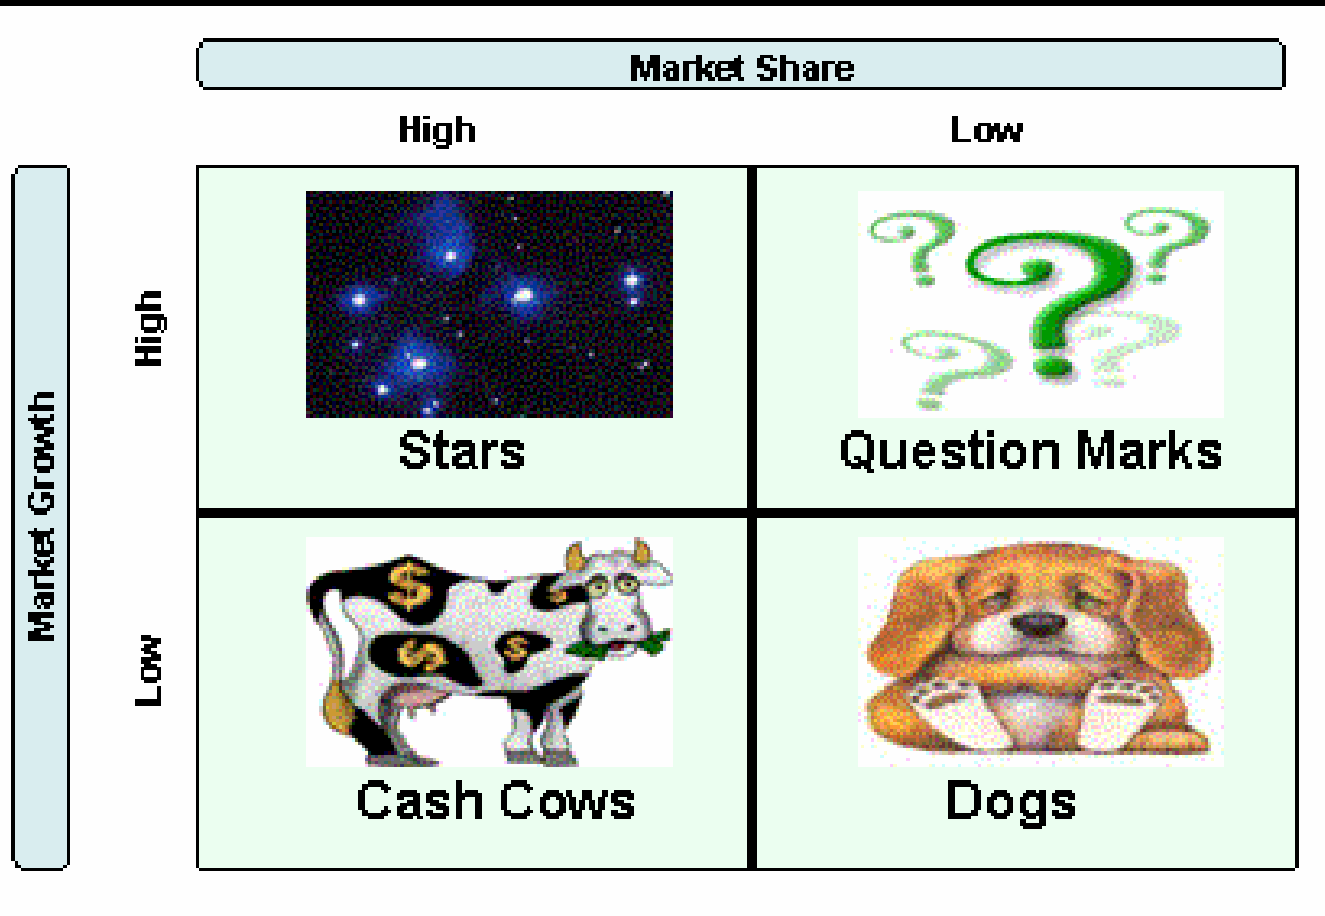 Market Share
High
Low
Market Growth
High
Stars
Question Marks
Low
$
$
$
$
Cash Cows
Dogs